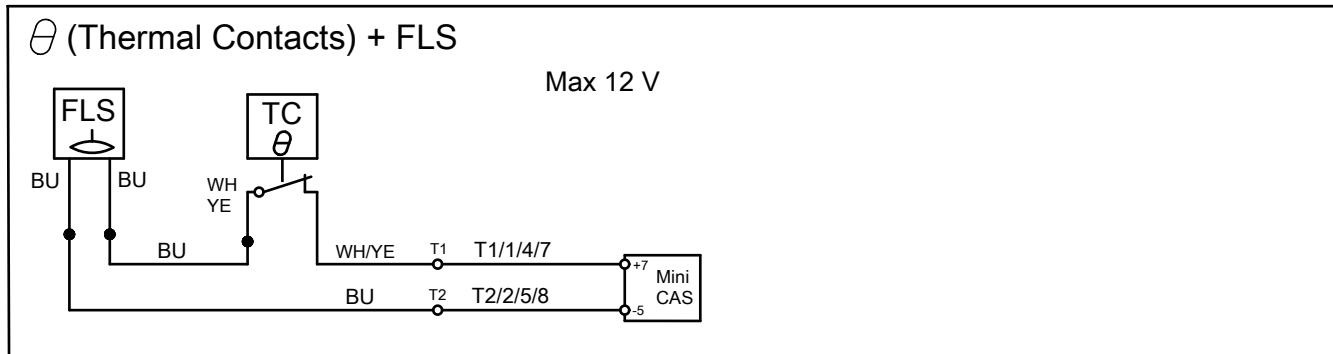 θ (Thermal Contacts) + FLS
Max 12 V
FLS
TC
θ
BU
BU
WH
YE
BU
WH/YE
T1
T1/1/4/7
+7
Mini
CAS
BU
T2
T2/2/5/8
-5